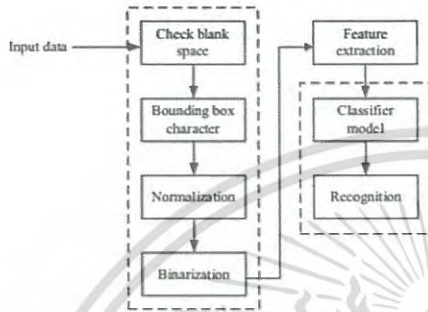 Input data
Check blank
space
Bounding box
character
Normalization
Binarization
Feature
extraction
Classifier
model
Recognition